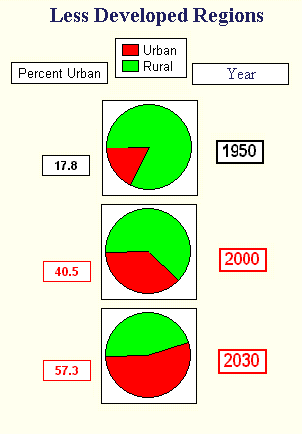 Less Developed Regions
Urban
Rural
Percent Urban
Year
17.8
1950
40.5
2000
57.3
2030